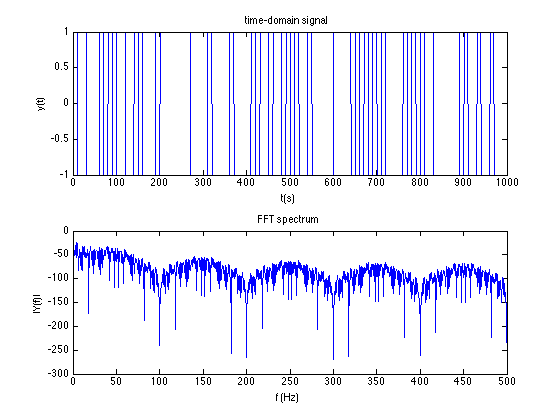 time-domain signal
1
0.5
0
-0.5
-1
y(t)
0 100 200 300 400 500 600 700 800 900 1000
t(s)
FFT spectrum
0
-50
-100
-150
-200
-250
-300
|Y(f)|
0 50 100 150 200 250 300 350 400 450 500
f (Hz)